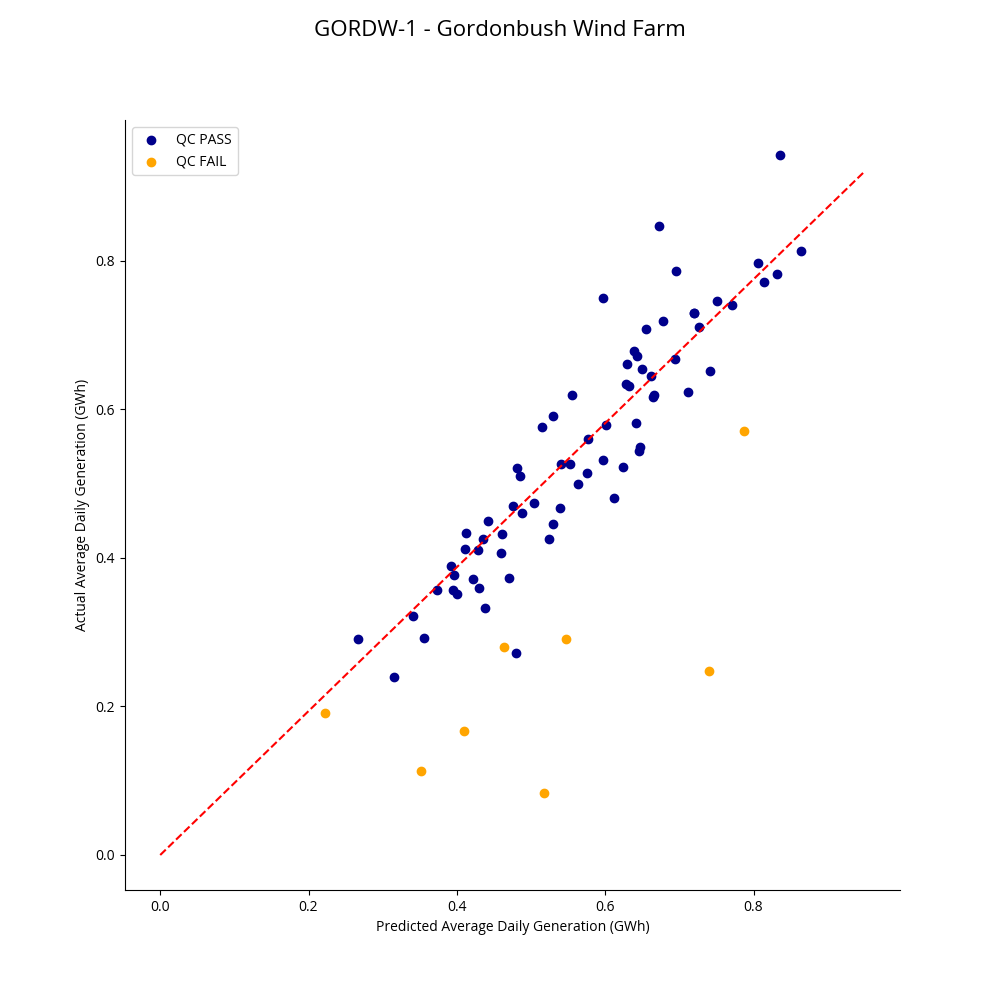 GORDW-1 - Gordonbush Wind Farm
QC PASS
QC FAIL
Actual Average Daily Generation (GWh)
0.8
0.6
0.4
0.2
0.0
0.0 0.2 0.4 0.6 0.8
Predicted Average Daily Generation (GWh)